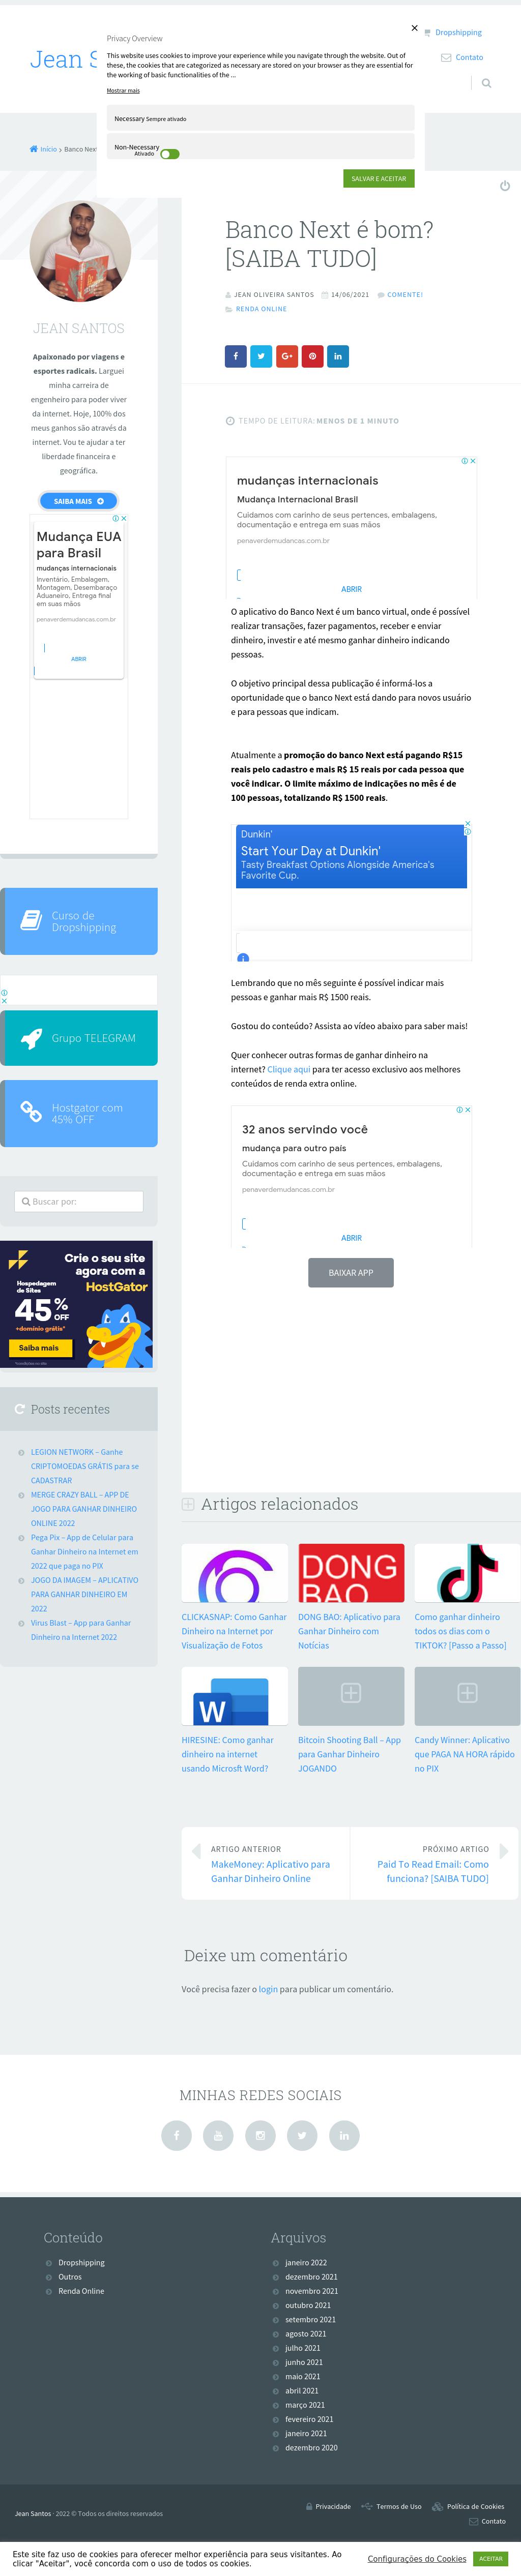 Jean S
Dropshipping
Contato
Privacy Overview
This website uses cookies to improve your experience while you navigate through the website. Out of
these, the cookies that are categorized as necessary are stored on your browser as they are essential for
the working of basic functionalities of the ...
Mostrar mais
Necessary Sempre ativado
Non-Necessary
Ativado
SALVAR E ACEITAR
Início > Banco Next
JEAN SANTOS
Apaixonado por viagens e
esportes radicais. Larguei
minha carreira de
engenheiro para poder viver
da internet. Hoje, 100% dos
meus ganhos são através da
internet. Vou te ajudar a ter
liberdade financeira e
geográfica.
SAIBA MAIS
Mudança EUA
para Brasil
mudanças internacionais
Inventário, Embalagem,
Montagem, Desembaraço
Aduaneiro, Entrega final
em suas mãos
penaverdemudancas.com.br
ABRIR
Curso de
Dropshipping
Grupo TELEGRAM
Hostgator com
45% OFF
Buscar por:
Crie o seu site
agora com a
HostGator
Hospedagem
de Sites
45% OFF
+domínio grátis*
Saiba mais
Posts recentes
LEGION NETWORK – Ganhe
CRIPTOMOEDAS GRÁTIS para se
CADASTRAR
MERGE CRAZY BALL – APP DE
JOGO PARA GANHAR DINHEIRO
ONLINE 2022
Pega Pix – App de Celular para
Ganhar Dinheiro na Internet em
2022 que paga no PIX
JOGO DA IMAGEM – APLICATIVO
PARA GANHAR DINHEIRO EM
2022
Virus Blast – App para Ganhar
Dinheiro na Internet 2022
Banco Next é bom?
[SAIBA TUDO]
JEAN OLIVEIRA SANTOS 14/06/2021 COMENTE!
RENDA ONLINE
TEMPO DE LEITURA: MENOS DE 1 MINUTO
mudanças internacionais
Mudança Internacional Brasil
Cuidamos com carinho de seus pertences, embalagens,
documentação e entrega em suas mãos
penaverdemudancas.com.br
ABRIR
O aplicativo do Banco Next é um banco virtual, onde é possível
realizar transações, fazer pagamentos, receber e enviar
dinheiro, investir e até mesmo ganhar dinheiro indicando
pessoas.
O objetivo principal dessa publicação é informá-los a
oportunidade que o banco Next está dando para novos usuário
e para pessoas que indicam.
Atualmente a promoção do banco Next está pagando R$15
reais pelo cadastro e mais R$ 15 reais por cada pessoa que
você indicar. O limite máximo de indicações no mês é de
100 pessoas, totalizando R$ 1500 reais.
Dunkin'
Start Your Day at Dunkin'
Tasty Breakfast Options Alongside America's
Favorite Cup.
Lembrando que no mês seguinte é possível indicar mais
pessoas e ganhar mais R$ 1500 reais.
Gostou do conteúdo? Assista ao vídeo abaixo para saber mais!
Quer conhecer outras formas de ganhar dinheiro na
internet? Clique aqui para ter acesso exclusivo aos melhores
conteúdos de renda extra online.
32 anos servindo você
mudança para outro país
Cuidamos com carinho de seus pertences, embalagens,
documentação e entrega em suas mãos
penaverdemudancas.com.br
ABRIR
BAIXAR APP
Artigos relacionados
DONG
BAO
W
CLICKASNAP: Como Ganhar
Dinheiro na Internet por
Visualização de Fotos
DONG BAO: Aplicativo para
Ganhar Dinheiro com
Notícias
Como ganhar dinheiro
todos os dias com o
TIKTOK? [Passo a Passo]
HIRESINE: Como ganhar
dinheiro na internet
usando Microsft Word?
Bitcoin Shooting Ball – App
para Ganhar Dinheiro
JOGANDO
Candy Winner: Aplicativo
que PAGA NA HORA rápido
no PIX
ARTIGO ANTERIOR
MakeMoney: Aplicativo para
Ganhar Dinheiro Online
PRÓXIMO ARTIGO
Paid To Read Email: Como
funciona? [SAIBA TUDO]
Deixe um comentário
Você precisa fazer o login para publicar um comentário.
MINHAS REDES SOCIAIS
Conteúdo
Dropshipping
Outros
Renda Online
Arquivos
janeiro 2022
dezembro 2021
novembro 2021
outubro 2021
setembro 2021
agosto 2021
julho 2021
junho 2021
maio 2021
abril 2021
março 2021
fevereiro 2021
janeiro 2021
dezembro 2020
Jean Santos · 2022 © Todos os direitos reservados
Privacidade Termos de Uso Política de Cookies
Contato
Este site faz uso de cookies para oferecer melhor experiência para seus visitantes. Ao
clicar "Aceitar", você concorda com o uso de todos os cookies.
Configurações do Cookies
ACEITAR